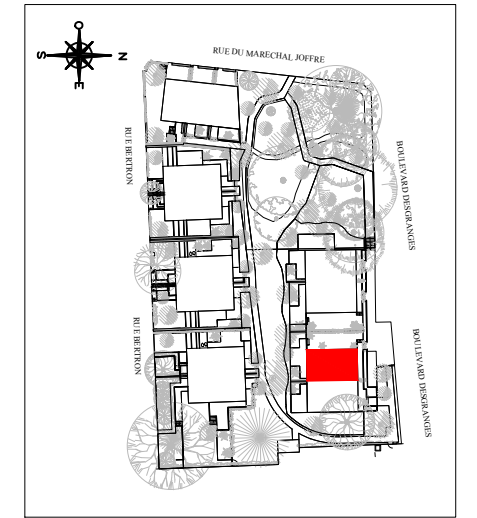 O
S
N
E
RUE DU MARECHAL JOFFRE
RUE BERTRON
BOULEVARD DESGRANGES
RUE BERTRON
BOULEVARD DESGRANGES